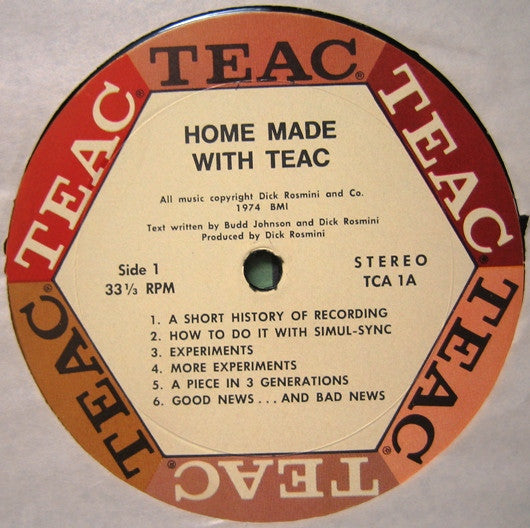 TEAC®
TEAC®
TEAC®
TEAC®
TEAC®
TEAC®
HOME MADE
WITH TEAC
All music copyright Dick Rosmini and Co.
1974 BMI
Text written by Budd Johnson and Dick Rosmini
Produced by Dick Rosmini
Side 1
33⅓ RPM
STEREO
TCA 1A
1. A SHORT HISTORY OF RECORDING
2. HOW TO DO IT WITH SIMUL-SYNC
3. EXPERIMENTS
4. MORE EXPERIMENTS
5. A PIECE IN 3 GENERATIONS
6. GOOD NEWS . . . AND BAD NEWS